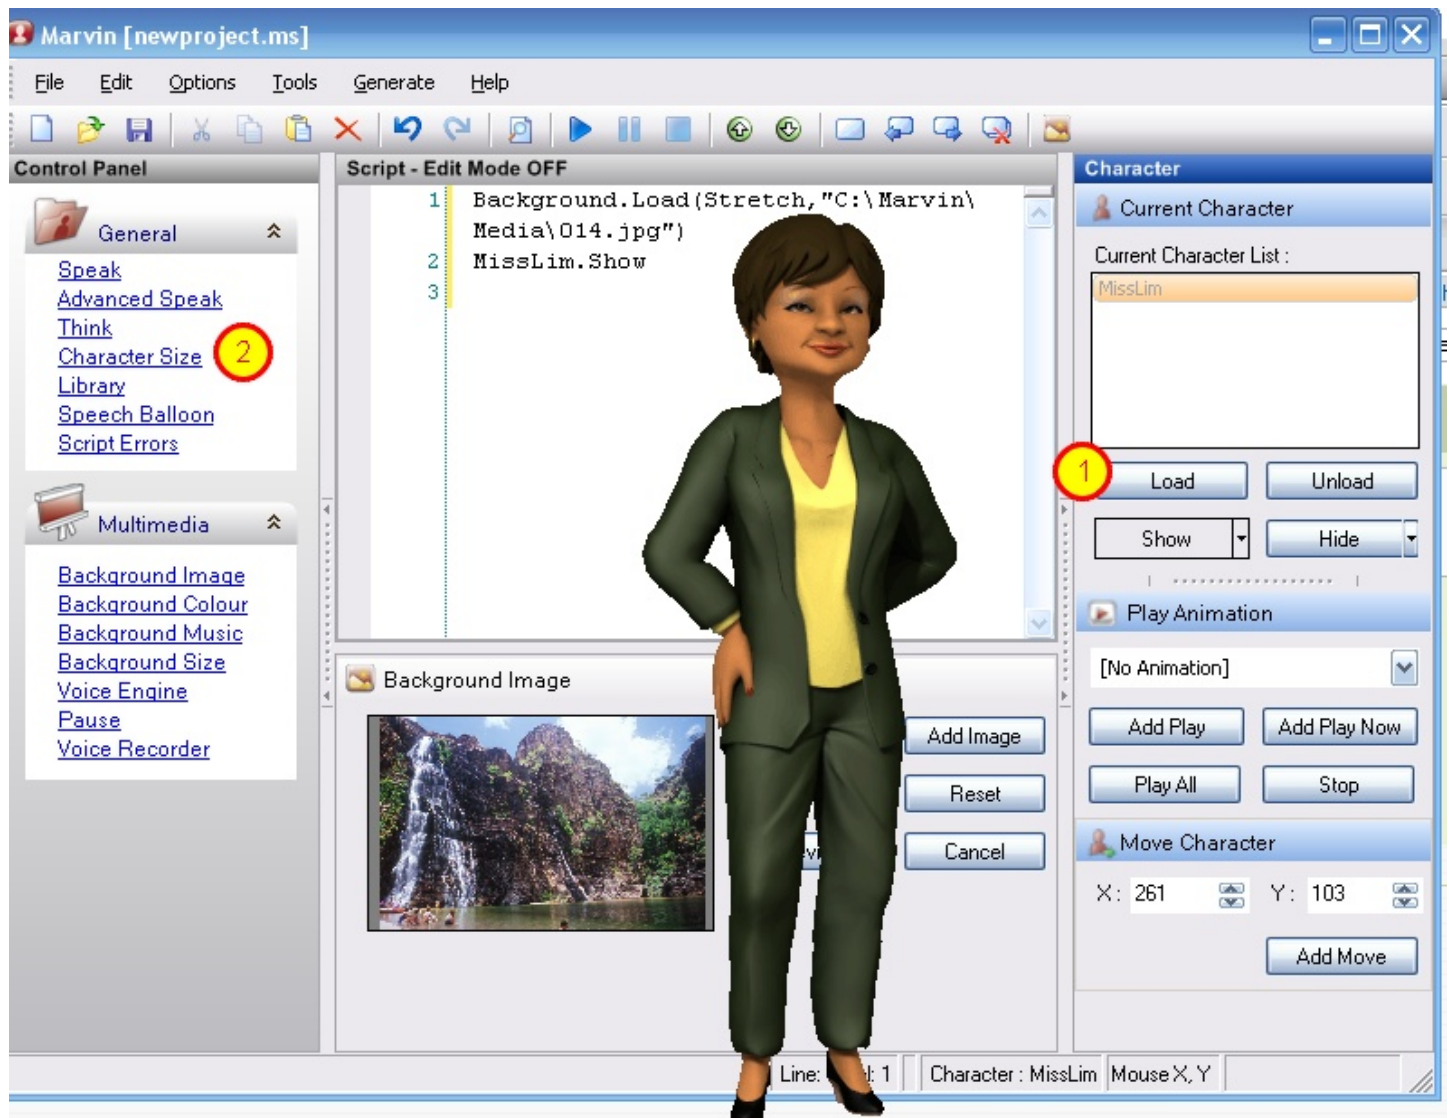 Marvin [newproject.ms]
File Edit Options Tools Generate Help
Control Panel
General
Speak
Advanced Speak
Think
Character Size
2
Library
Speech Balloon
Script Errors
Multimedia
Background Image
Background Colour
Background Music
Background Size
Voice Engine
Pause
Voice Recorder
Script - Edit Mode OFF
1 Background.Load(Stretch,"C:\Marvin\
Media\014.jpg")
2 MissLim.Show
3
Background Image
Add Image
Reset
Cancel
Character
Current Character
Current Character List :
MissLim
1
Load Unload
Show Hide
Play Animation
[No Animation]
Add Play Add Play Now
Play All Stop
Move Character
X : 261 Y : 103
Add Move
Line: 1 Character : MissLim Mouse X, Y